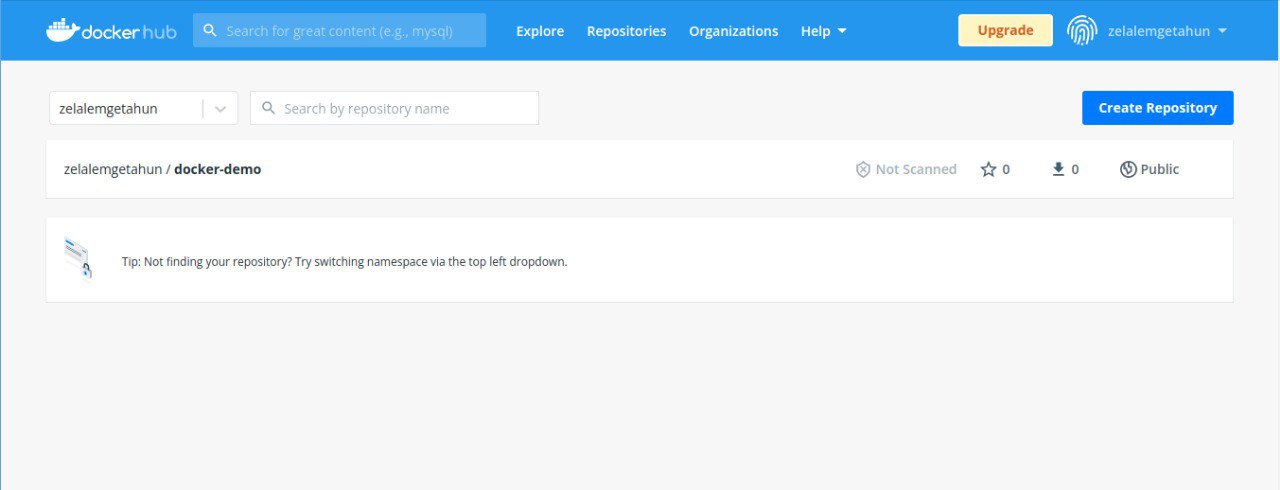 dockerhub Search for great content (e.g., mysql) Explore Repositories Organizations Help Upgrade zelalemgetahun
zelalemgetahun Search by repository name Create Repository
zelalemgetahun / docker-demo Not Scanned 0 0 Public
Tip: Not finding your repository? Try switching namespace via the top left dropdown.